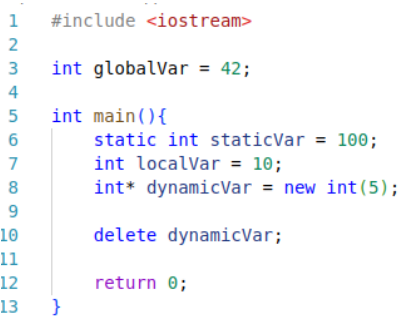 1 #include <iostream>
2
3 int globalVar = 42;
4
5 int main(){
6 static int staticVar = 100;
7 int localVar = 10;
8 int* dynamicVar = new int(5);
9
10 delete dynamicVar;
11
12 return 0;
13 }